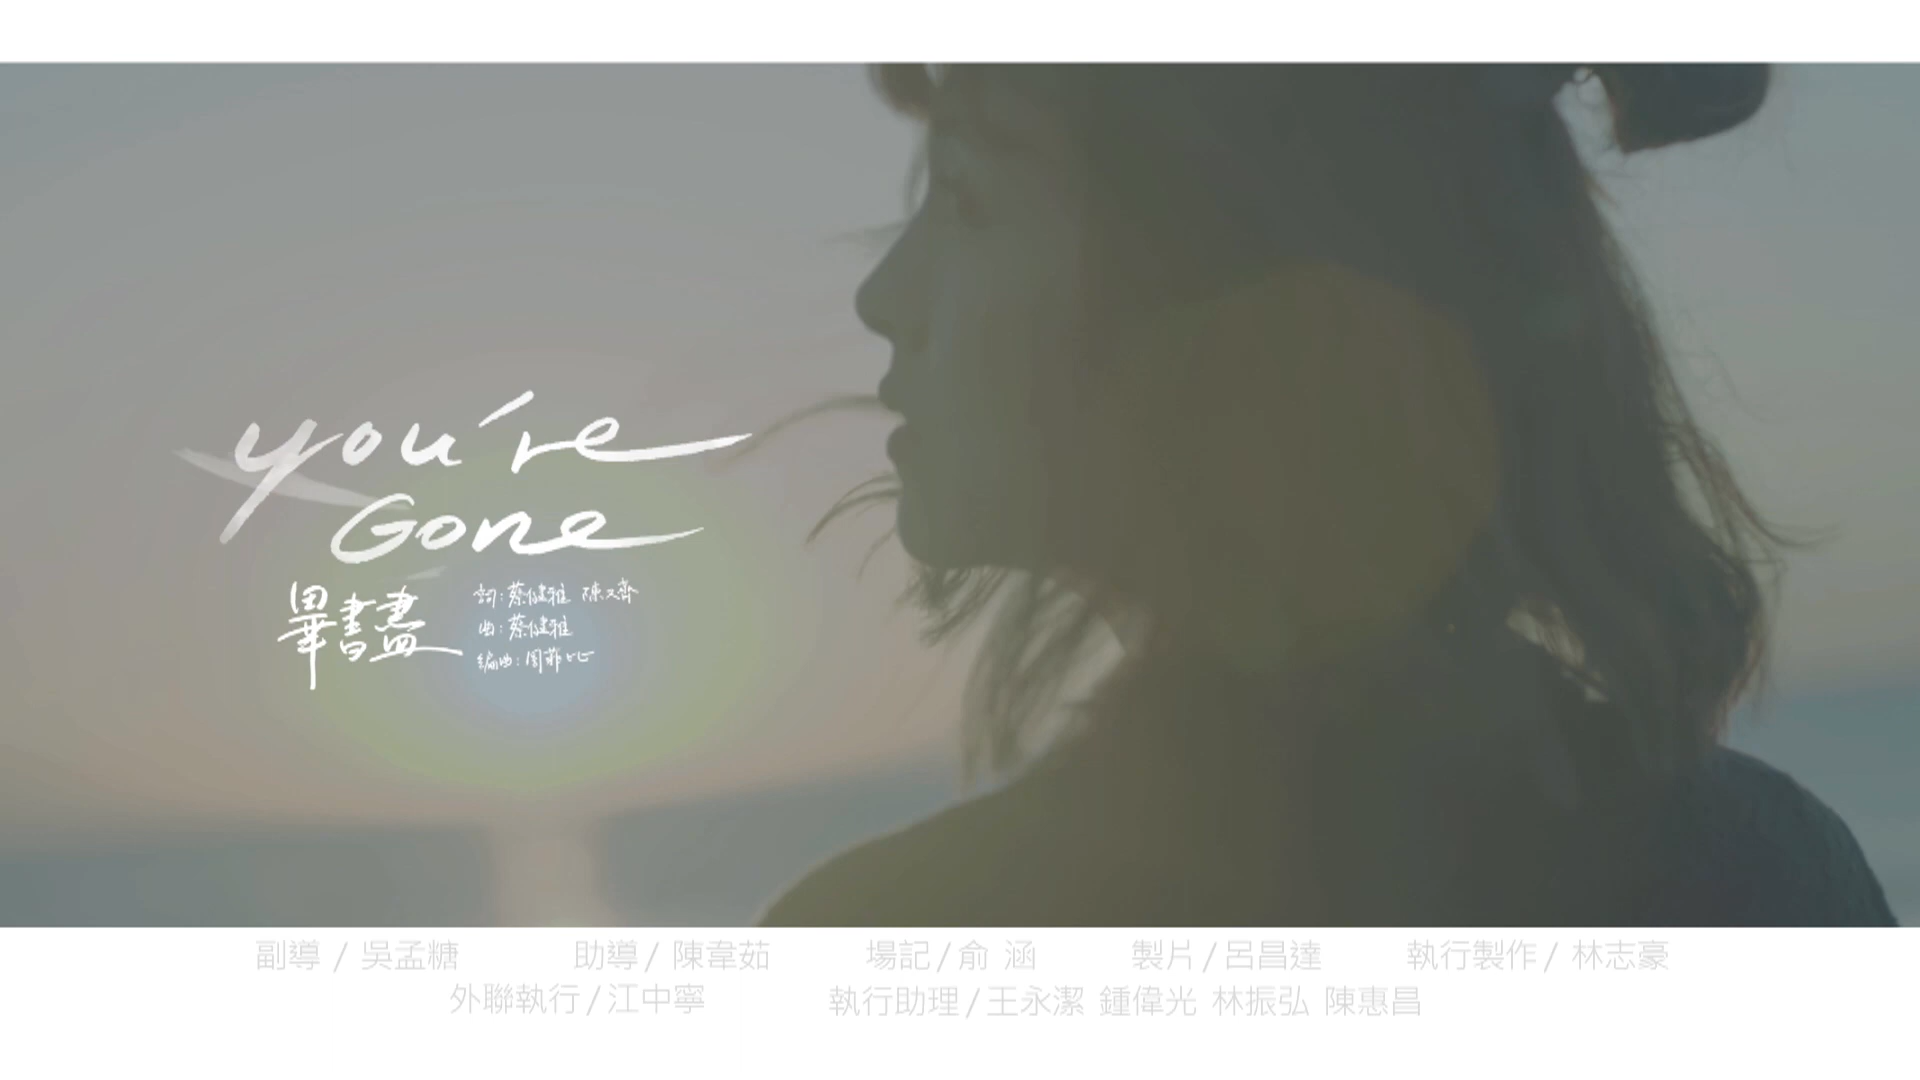 you're
Gone
畢書盡
詞：蔡健雅 陳又齊
曲：蔡健雅
編曲：周菲比
副導 / 吳孟糖 助導 / 陳韋茹 場記 / 俞 涵 製片 / 呂昌達 執行製作 / 林志豪
外聯執行 / 江中寧 執行助理 / 王永潔 鍾偉光 林振弘 陳惠昌